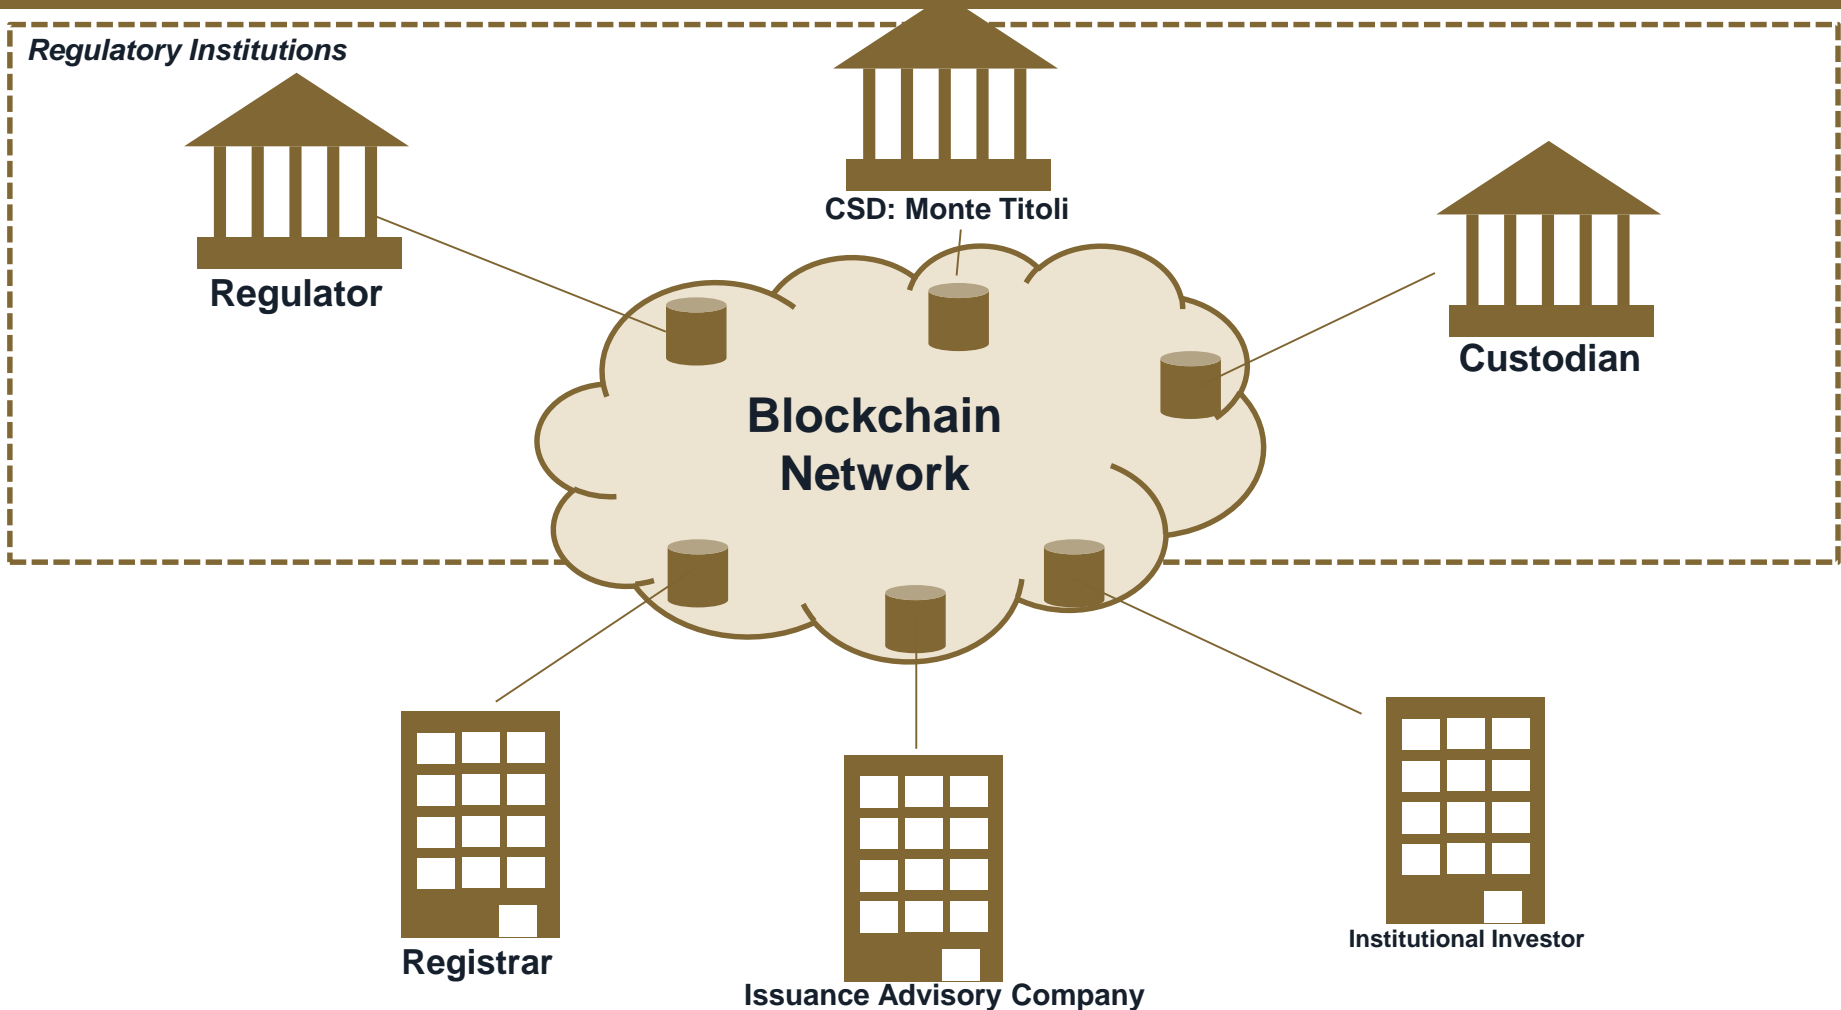 Regulatory Institutions
CSD: Monte Titoli
Regulator
Custodian
Blockchain
Network
Registrar
Issuance Advisory Company
Institutional Investor